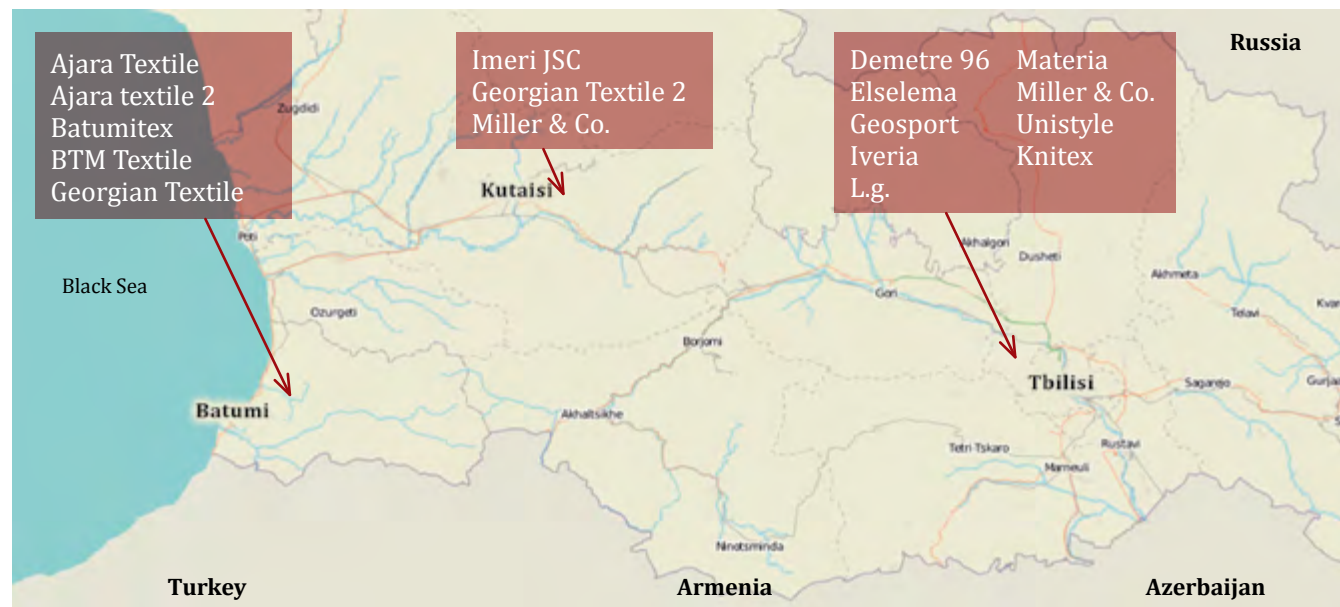 Ajara Textile
Ajara textile 2
Batumitex
BTM Textile
Georgian Textile
Imeri JSC
Georgian Textile 2
Miller & Co.
Demetre 96
Elselema
Geosport
Iveria
L.g.
Materia
Miller & Co.
Unistyle
Knitex
Russia
Zugdidi
Kutaisi
Poti
Akhalgori
Dusheti
Akhmeta
Black Sea
Gori
Telavi
Ozurgeti
Borjomi
Tbilisi
Sagarejo
Batumi
Akhaltsikhe
Tetri Tskaro
Rustavi
Marneuli
Ninotsminda
Turkey
Armenia
Azerbaijan